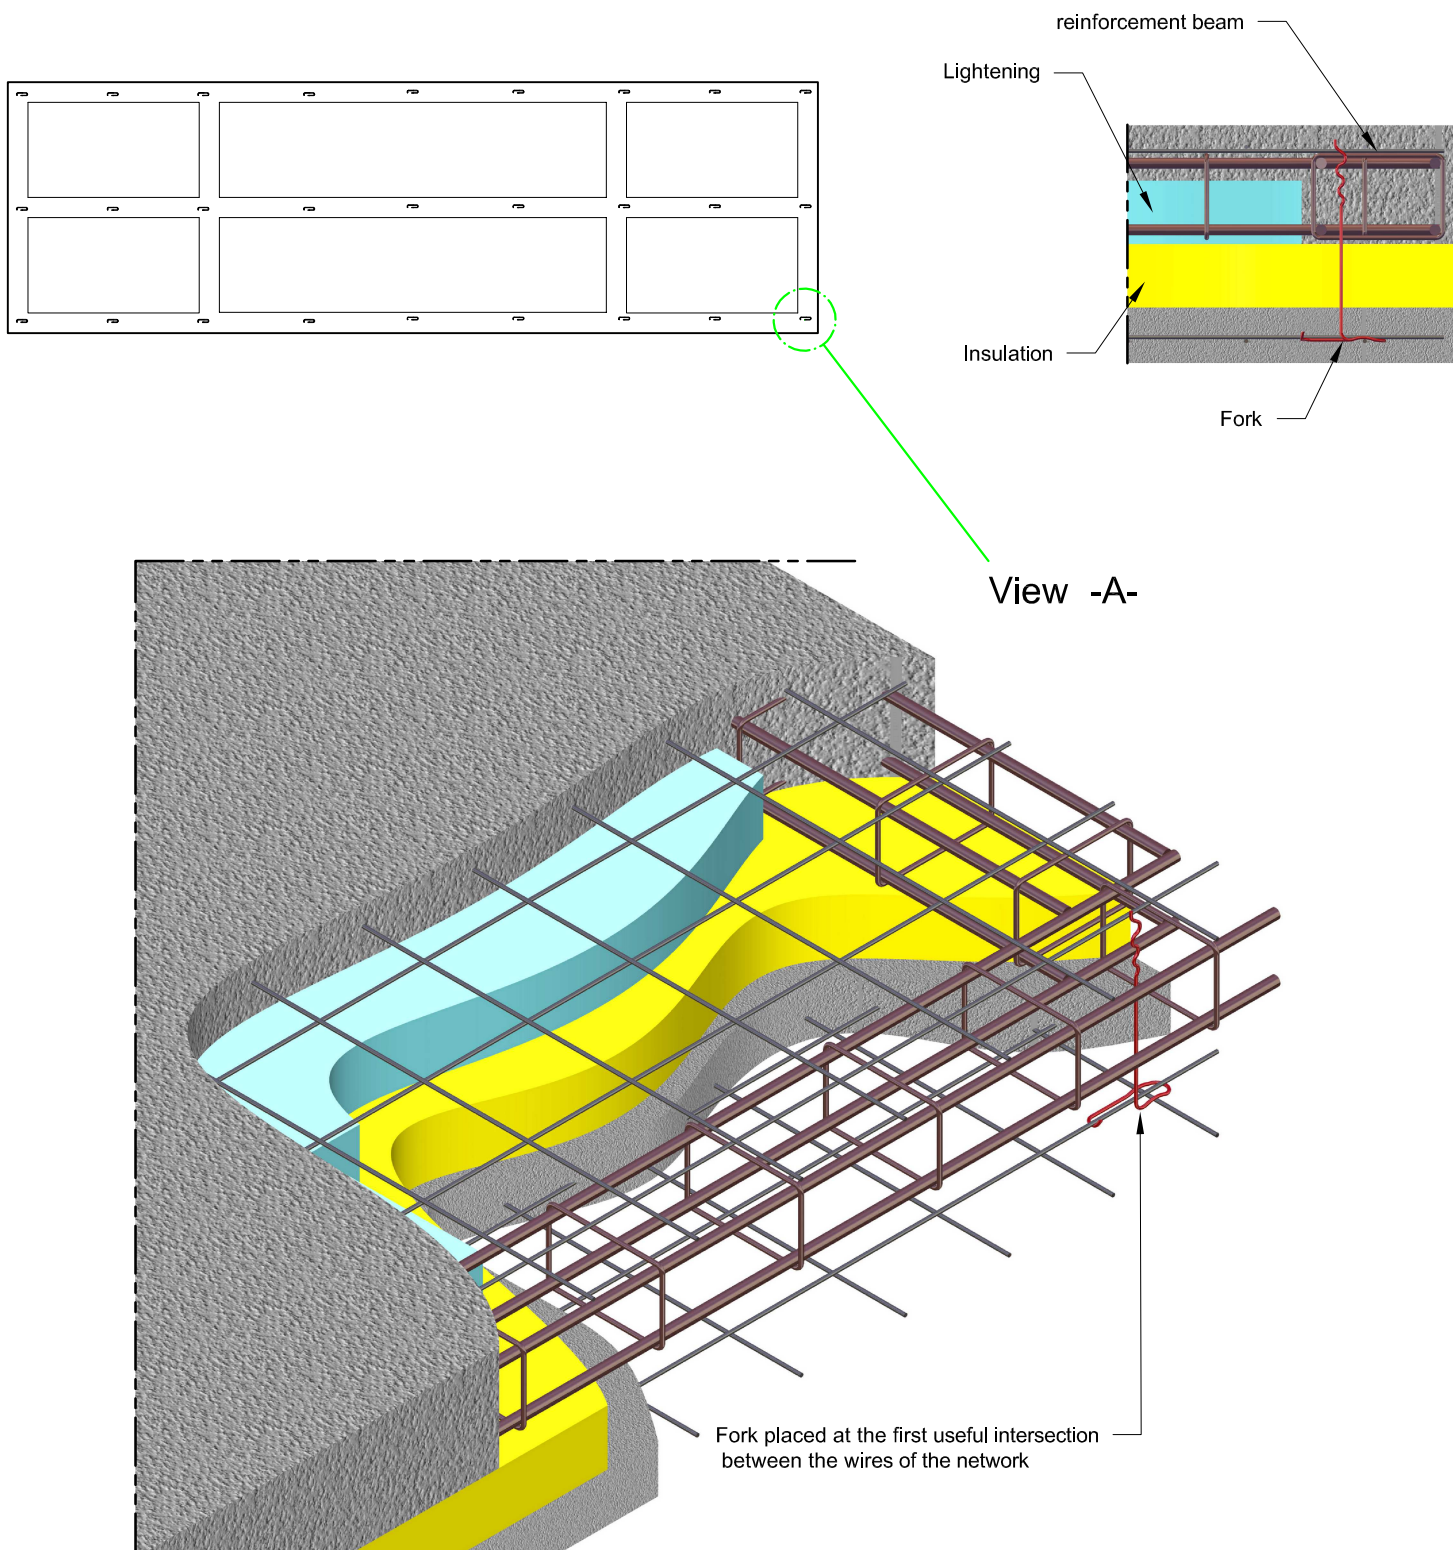 reinforcement beam
Lightening
Insulation
Fork
View -A-
Fork placed at the first useful intersection
between the wires of the network